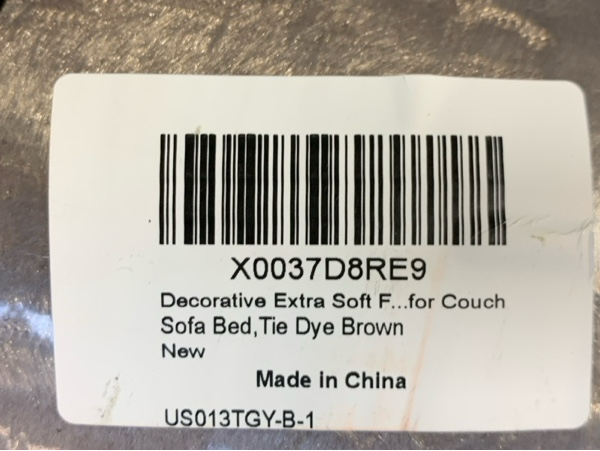 X0037D8RE9
Decorative Extra Soft F...for Couch
Sofa Bed,Tie Dye Brown
New
Made in China
US013TGY-B-1